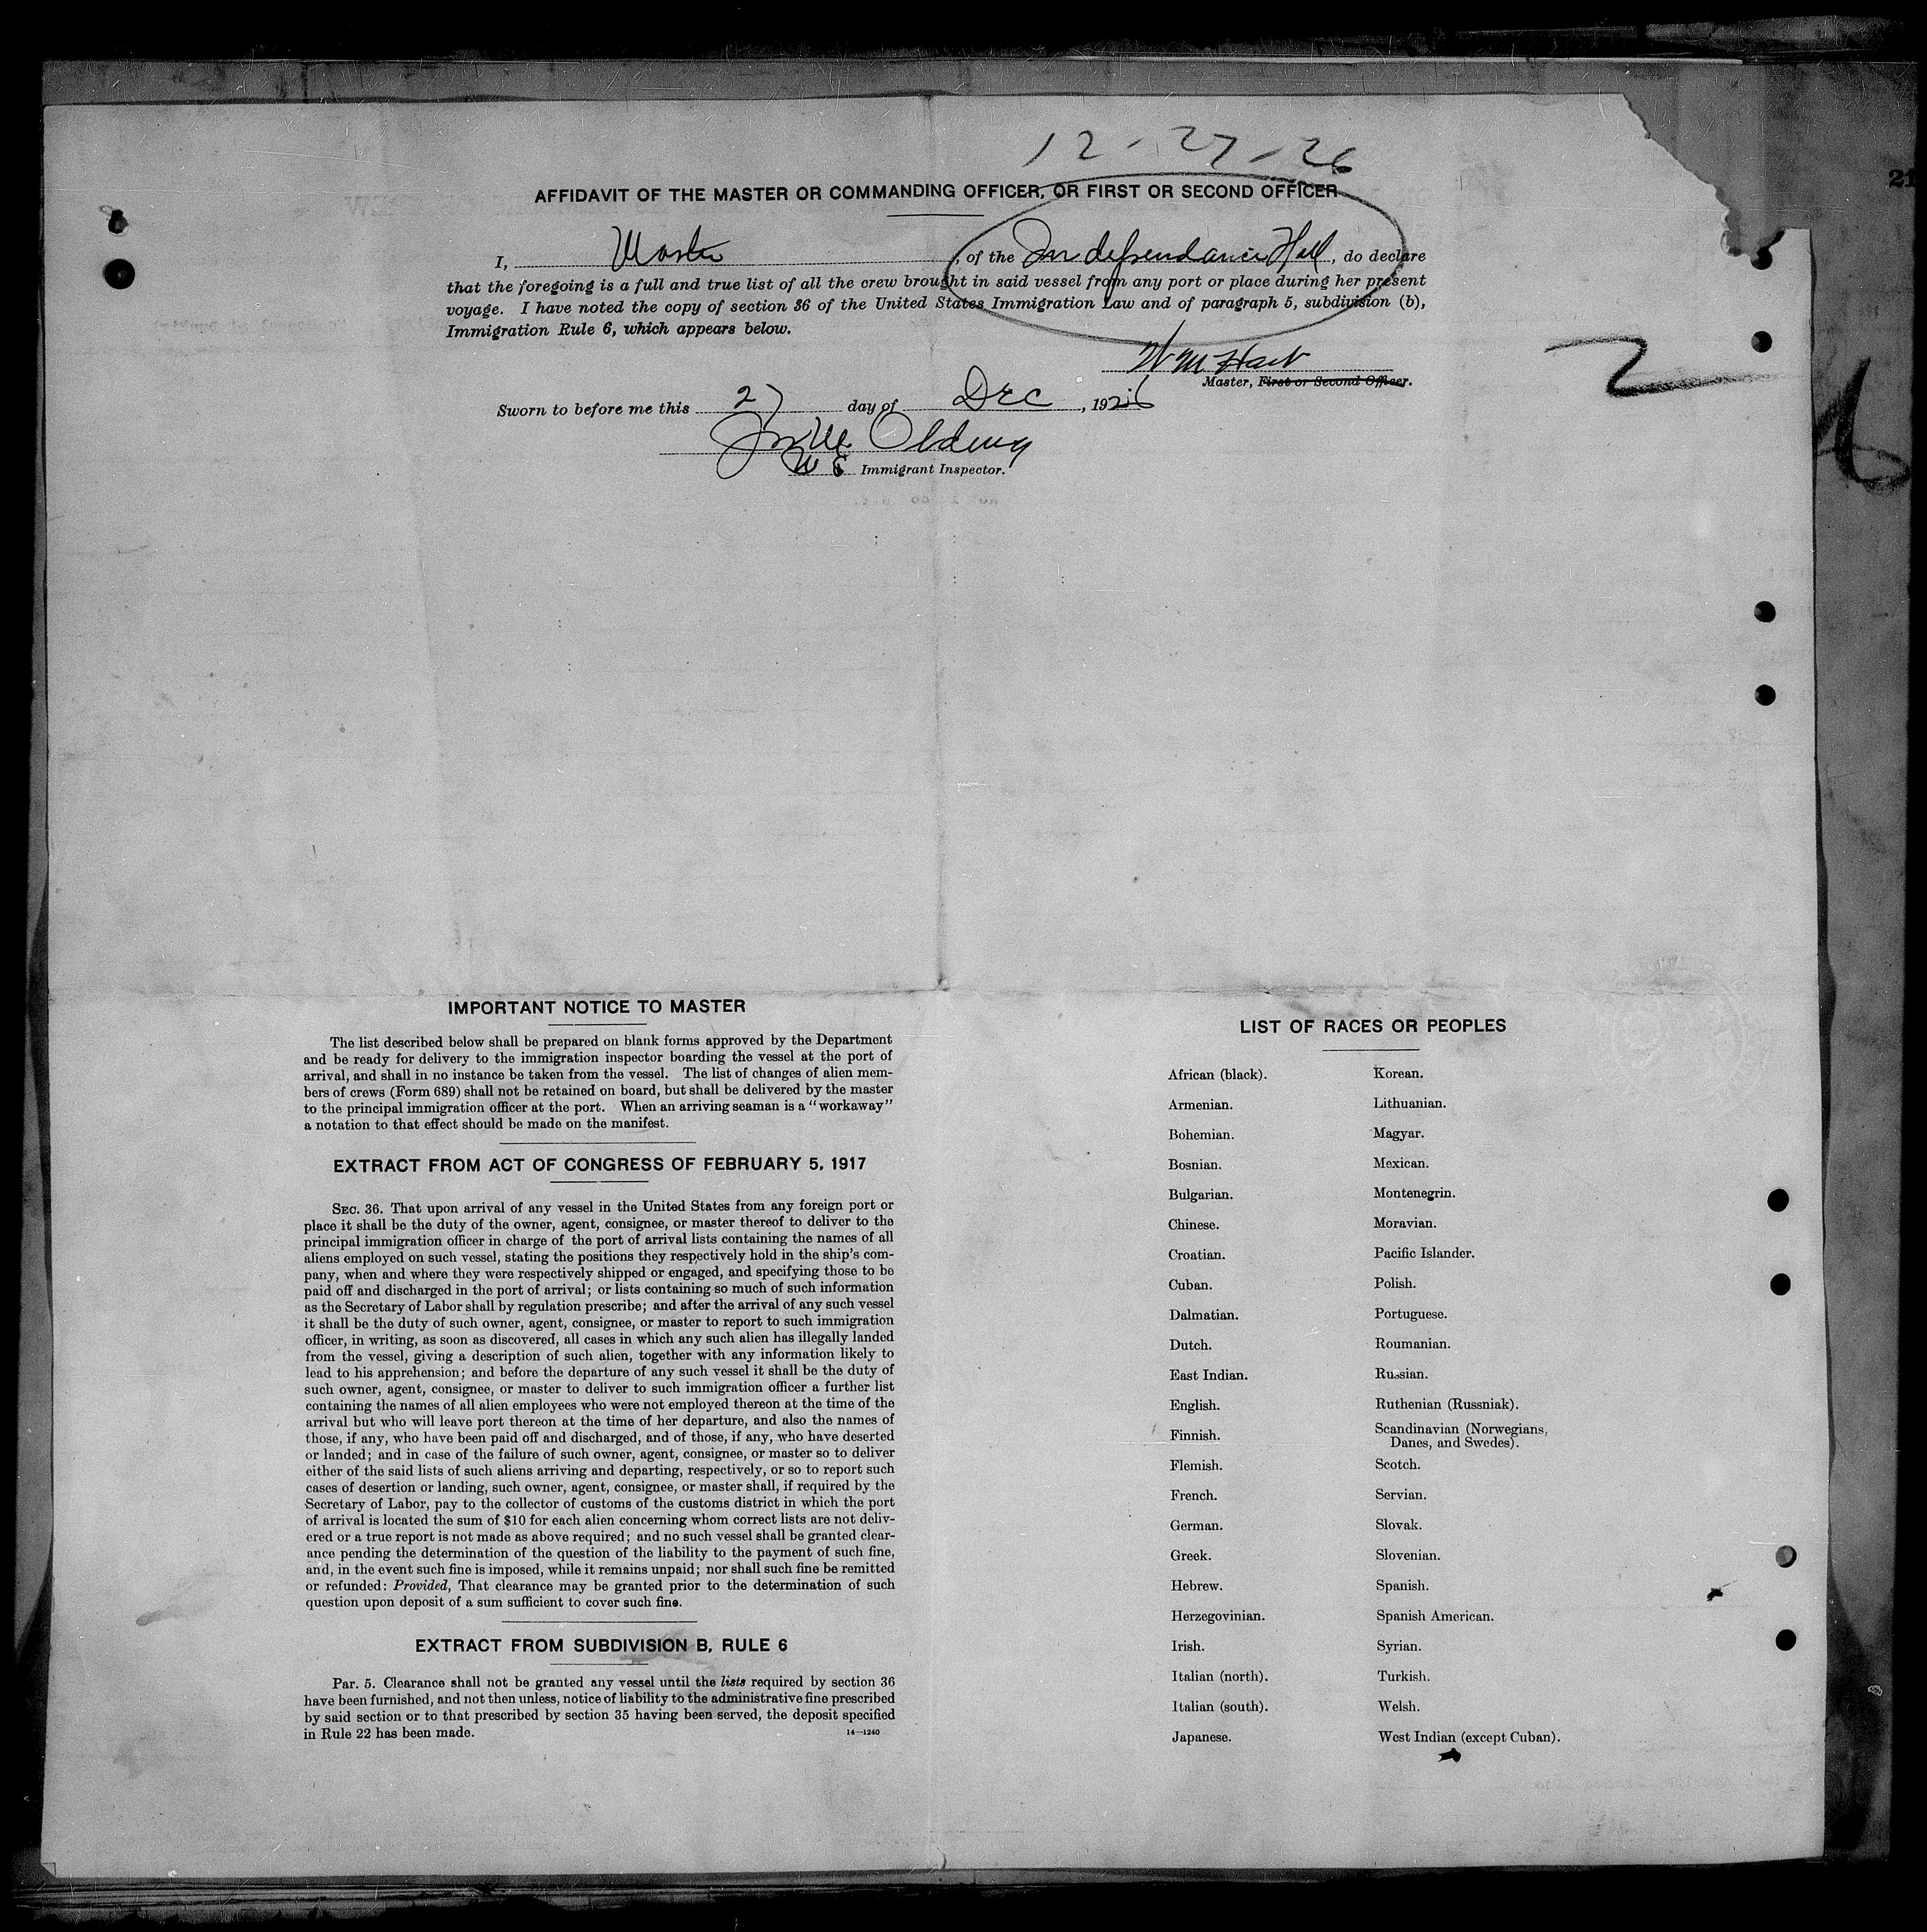 12-27-26
AFFIDAVIT OF THE MASTER OR COMMANDING OFFICER, OR FIRST OR SECOND OFFICER
I, Master, of the Independance Hall, do declare
that the foregoing is a full and true list of all the crew brought in said vessel from any port or place during her present
voyage. I have noted the copy of section 36 of the United States Immigration Law and of paragraph 5, subdivision (b),
Immigration Rule 6, which appears below.
W M Hart
Master, First or Second Officer.
2
Sworn to before me this 27 day of Dec, 1926
Immigrant Inspector.
21
IMPORTANT NOTICE TO MASTER
The list described below shall be prepared on blank forms approved by the Department
and be ready for delivery to the immigration inspector boarding the vessel at the port of
arrival, and shall in no instance be taken from the vessel. The list of changes of alien mem-
bers of crews (Form 689) shall not be retained on board, but shall be delivered by the master
to the principal immigration officer at the port. When an arriving seaman is a "workaway"
a notation to that effect should be made on the manifest.
EXTRACT FROM ACT OF CONGRESS OF FEBRUARY 5, 1917
SEC. 36. That upon arrival of any vessel in the United States from any foreign port or
place it shall be the duty of the owner, agent, consignee, or master thereof to deliver to the
principal immigration officer in charge of the port of arrival lists containing the names of all
aliens employed on such vessel, stating the positions they respectively hold in the ship's com-
pany, when and where they were respectively shipped or engaged, and specifying those to be
paid off and discharged in the port of arrival; or lists containing so much of such information
as the Secretary of Labor shall by regulation prescribe; and after the arrival of any such vessel
it shall be the duty of such owner, agent, consignee, or master to report to such immigration
officer, in writing, as soon as discovered, all cases in which any such alien has illegally landed
from the vessel, giving a description of such alien, together with any information likely to
lead to his apprehension; and before the departure of any such vessel it shall be the duty of
such owner, agent, consignee, or master to deliver to such immigration officer a further list
containing the names of all alien employees who were not employed thereon at the time of the
arrival but who will leave port thereon at the time of her departure, and also the names of
those, if any, who have been paid off and discharged, and of those, if any, who have deserted
or landed; and in case of the failure of such owner, agent, consignee, or master so to deliver
either of the said lists of such aliens arriving and departing, respectively, or so to report such
cases of desertion or landing, such owner, agent, consignee, or master shall, if required by the
Secretary of Labor, pay to the collector of customs of the customs district in which the port
of arrival is located the sum of $10 for each alien concerning whom correct lists are not deliv-
ered or a true report is not made as above required; and no such vessel shall be granted clear-
ance pending the determination of the question of the liability to the payment of such fine,
and, in the event such fine is imposed, while it remains unpaid; nor shall such fine be remitted
or refunded: Provided, That clearance may be granted prior to the determination of such
question upon deposit of a sum sufficient to cover such fine.
EXTRACT FROM SUBDIVISION B, RULE 6
Par. 5. Clearance shall not be granted any vessel until the lists required by section 36
have been furnished, and not then unless, notice of liability to the administrative fine prescribed
by said section or to that prescribed by section 35 having been served, the deposit specified
in Rule 22 has been made.
14—1240
LIST OF RACES OR PEOPLES
African (black).
Armenian.
Bohemian.
Bosnian.
Bulgarian.
Chinese.
Croatian.
Cuban.
Dalmatian.
Dutch.
East Indian.
English.
Finnish.
Flemish.
French.
German.
Greek.
Hebrew.
Herzegovinian.
Irish.
Italian (north).
Italian (south).
Japanese.
Korean.
Lithuanian.
Magyar.
Mexican.
Montenegrin.
Moravian.
Pacific Islander.
Polish.
Portuguese.
Roumanian.
Russian.
Ruthenian (Russniak).
Scandinavian (Norwegians,
Danes, and Swedes).
Scotch.
Servian.
Slovak.
Slovenian.
Spanish.
Spanish American.
Syrian.
Turkish.
Welsh.
West Indian (except Cuban).